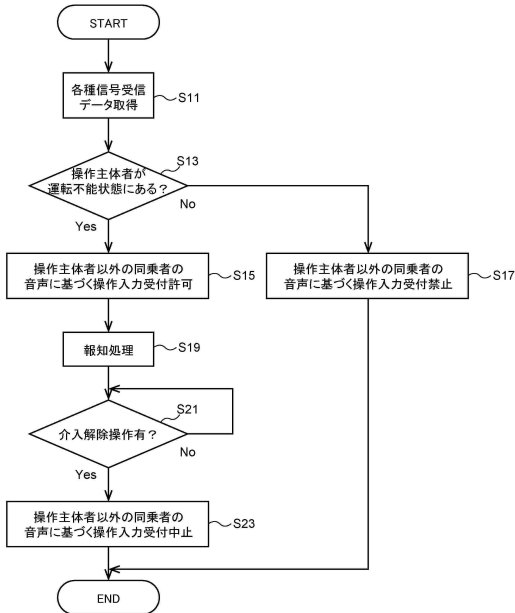 START
各種信号受信
データ取得
S11
操作主体者が
運転不能状態にある？
S13
No
Yes
操作主体者以外の同乗者の
音声に基づく操作入力受付許可
S15
操作主体者以外の同乗者の
音声に基づく操作入力受付禁止
S17
報知処理
S19
介入解除操作有？
S21
No
Yes
操作主体者以外の同乗者の
音声に基づく操作入力受付中止
S23
END